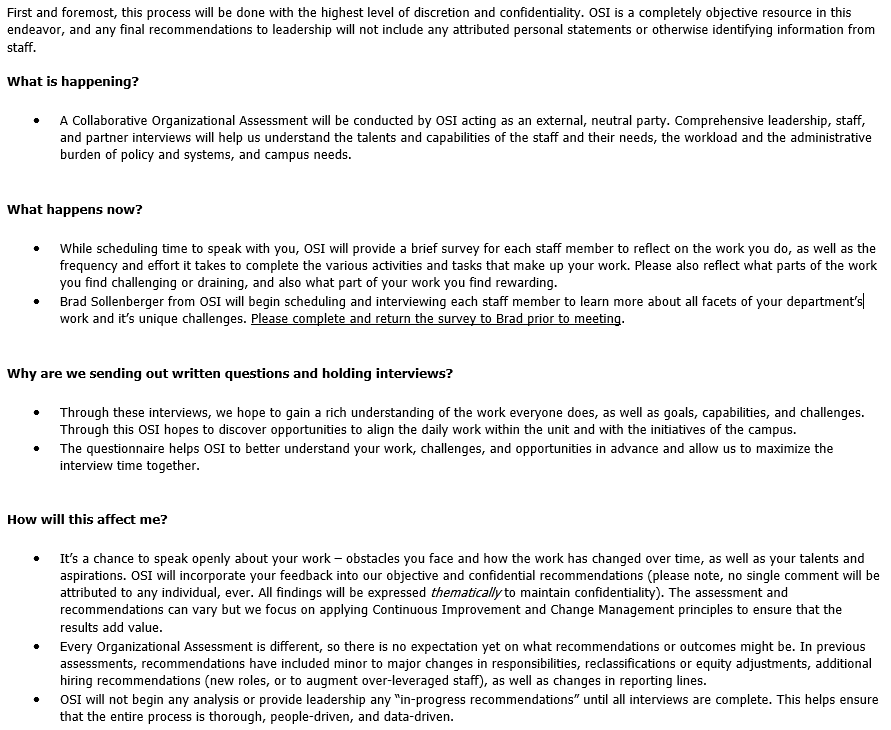 First and foremost, this process will be done with the highest level of discretion and confidentiality. OSI is a completely objective resource in this
endeavor, and any final recommendations to leadership will not include any attributed personal statements or otherwise identifying information from
staff.
What is happening?
• A Collaborative Organizational Assessment will be conducted by OSI acting as an external, neutral party. Comprehensive leadership, staff,
and partner interviews will help us understand the talents and capabilities of the staff and their needs, the workload and the administrative
burden of policy and systems, and campus needs.
What happens now?
• While scheduling time to speak with you, OSI will provide a brief survey for each staff member to reflect on the work you do, as well as the
frequency and effort it takes to complete the various activities and tasks that make up your work. Please also reflect what parts of the work
you find challenging or draining, and also what part of your work you find rewarding.
• Brad Sollenberger from OSI will begin scheduling and interviewing each staff member to learn more about all facets of your department’s
work and it’s unique challenges. Please complete and return the survey to Brad prior to meeting.
Why are we sending out written questions and holding interviews?
• Through these interviews, we hope to gain a rich understanding of the work everyone does, as well as goals, capabilities, and challenges.
Through this OSI hopes to discover opportunities to align the daily work within the unit and with the initiatives of the campus.
• The questionnaire helps OSI to better understand your work, challenges, and opportunities in advance and allow us to maximize the
interview time together.
How will this affect me?
• It’s a chance to speak openly about your work – obstacles you face and how the work has changed over time, as well as your talents and
aspirations. OSI will incorporate your feedback into our objective and confidential recommendations (please note, no single comment will be
attributed to any individual, ever. All findings will be expressed thematically to maintain confidentiality). The assessment and
recommendations can vary but we focus on applying Continuous Improvement and Change Management principles to ensure that the
results add value.
• Every Organizational Assessment is different, so there is no expectation yet on what recommendations or outcomes might be. In previous
assessments, recommendations have included minor to major changes in responsibilities, reclassifications or equity adjustments, additional
hiring recommendations (new roles, or to augment over-leveraged staff), as well as changes in reporting lines.
• OSI will not begin any analysis or provide leadership any “in-progress recommendations” until all interviews are complete. This helps ensure
that the entire process is thorough, people-driven, and data-driven.